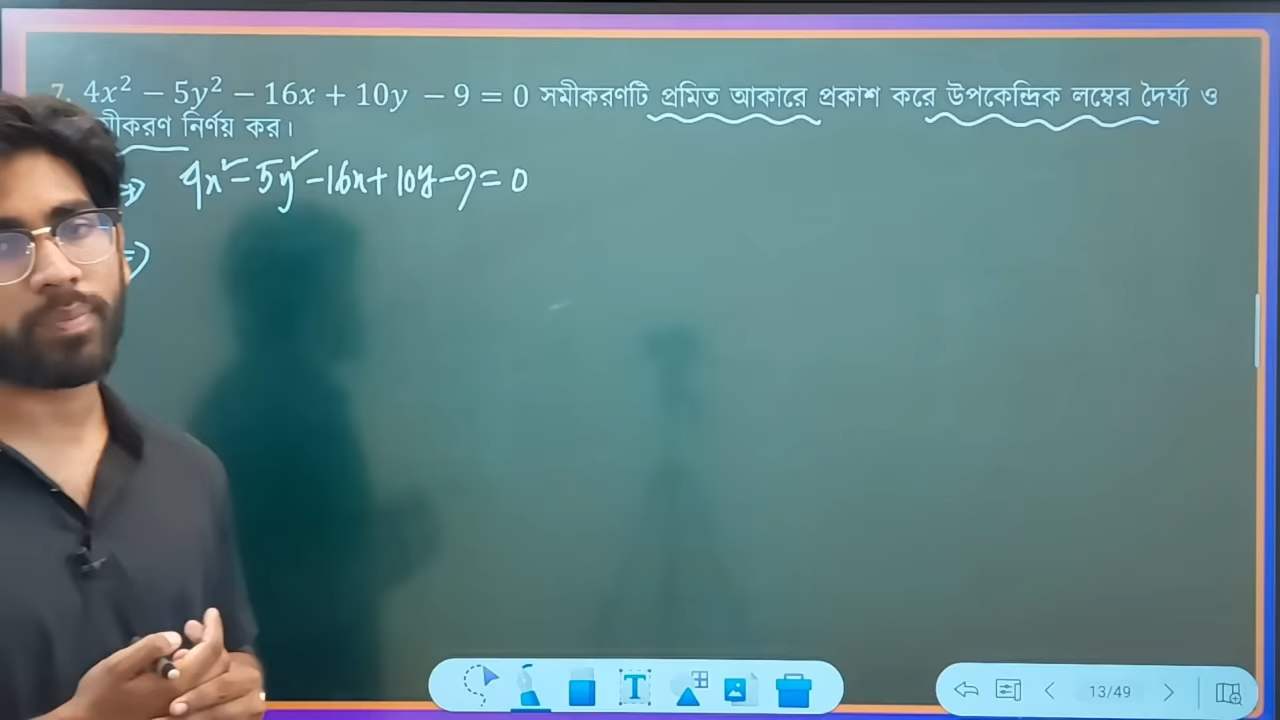 7. 4x² − 5y² − 16x + 10y − 9 = 0 সমীকরণটি প্রমিত আকারে প্রকাশ করে উপকেন্দ্রিক লম্বের দৈর্ঘ্য ও
নির্ণয় কর।
⇒ 4x² − 5y² − 16x + 10y − 9 = 0
⇒
T
13/49